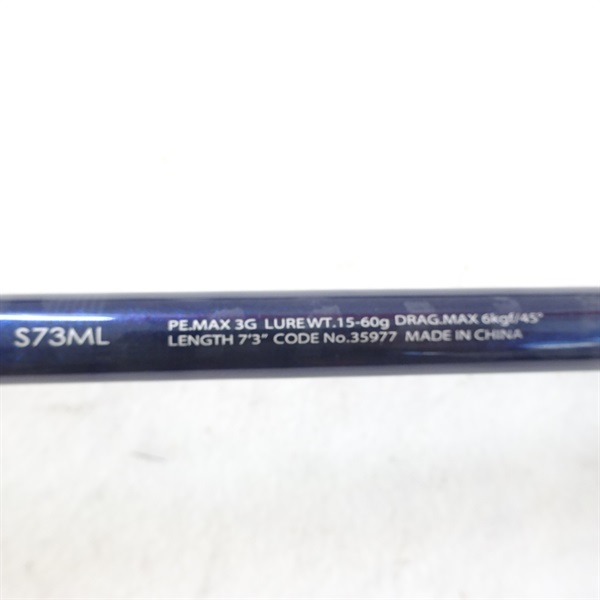 S73ML
PE.MAX 3G LURE WT.15-60g DRAG.MAX 6kgf/45°
LENGTH 7'3" CODE No.35977 MADE IN CHINA